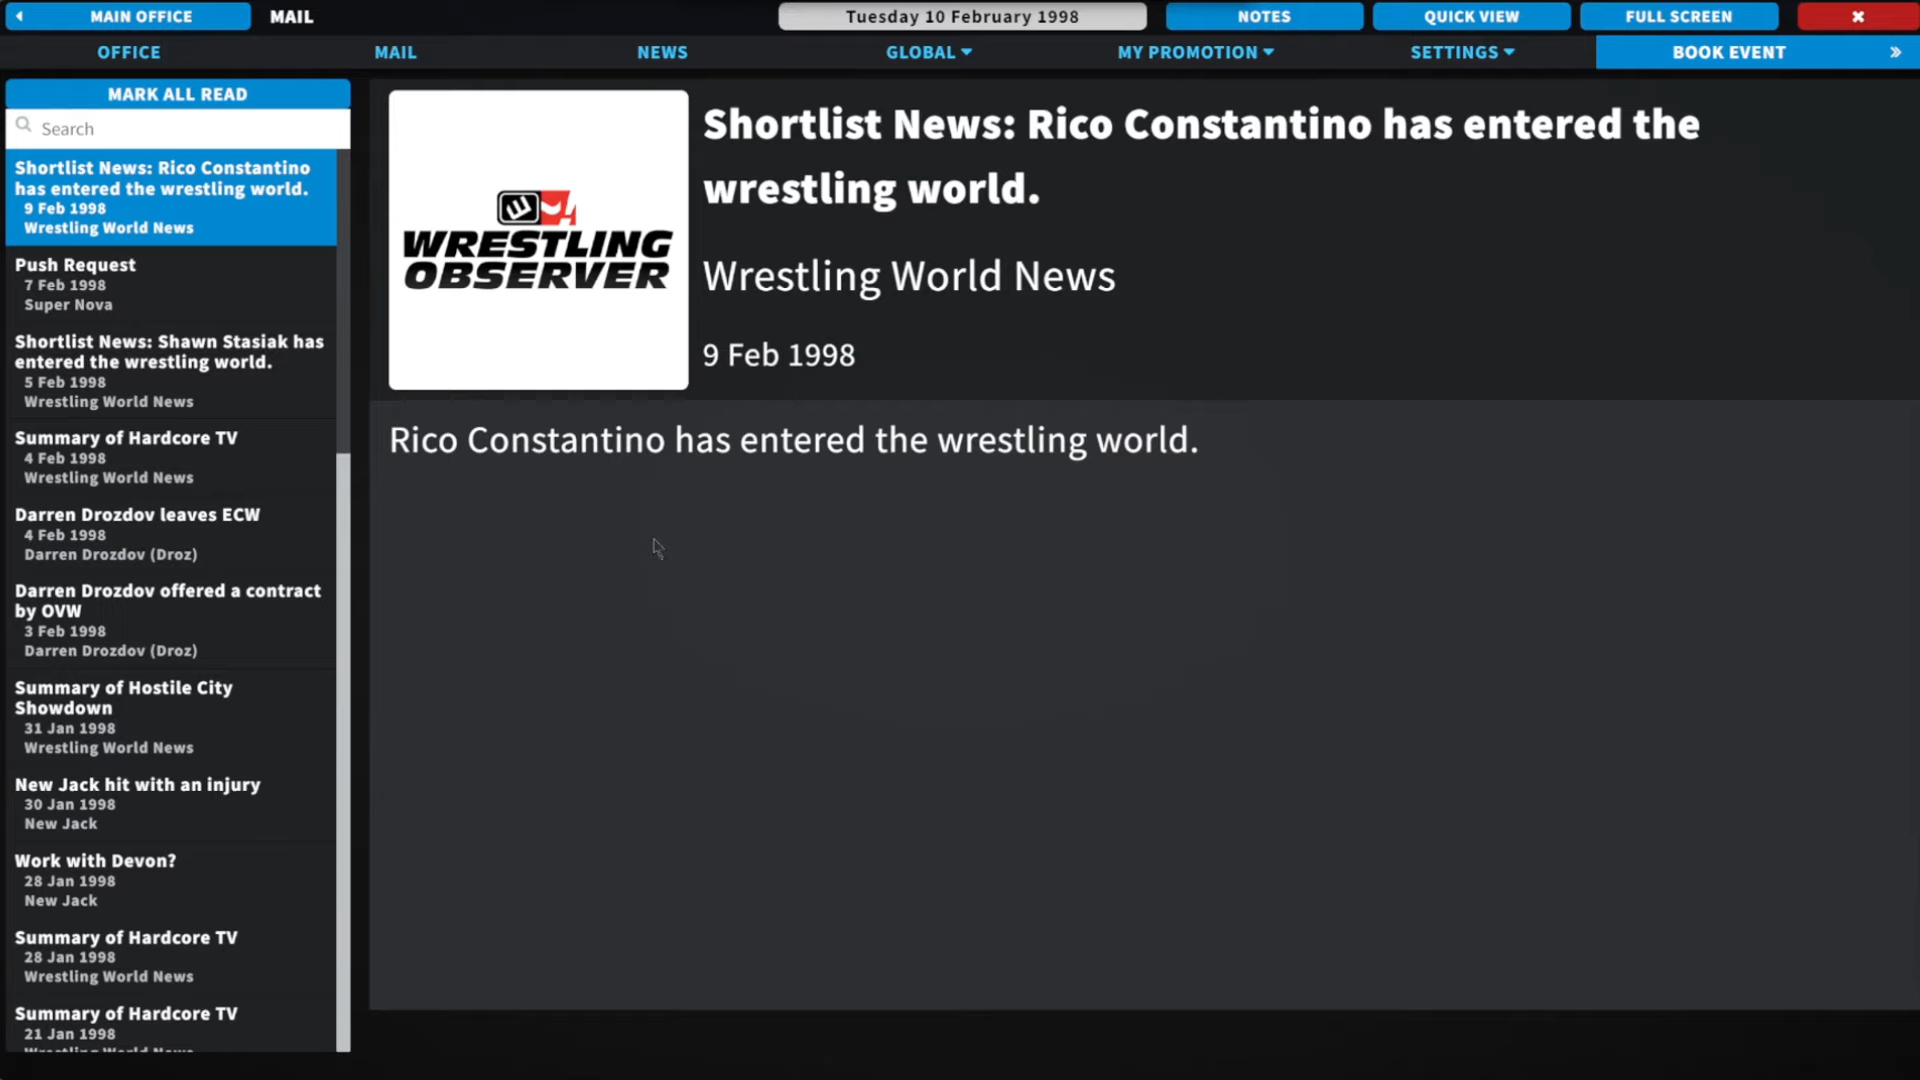 MAIN OFFICE
MAIL
Tuesday 10 February 1998
NOTES
QUICK VIEW
FULL SCREEN
OFFICE
MAIL
NEWS
GLOBAL
MY PROMOTION
SETTINGS
BOOK EVENT
MARK ALL READ
Search
Shortlist News: Rico Constantino
has entered the wrestling world.
9 Feb 1998
Wrestling World News
Push Request
7 Feb 1998
Super Nova
Shortlist News: Shawn Stasiak has
entered the wrestling world.
5 Feb 1998
Wrestling World News
Summary of Hardcore TV
4 Feb 1998
Wrestling World News
Darren Drozdov leaves ECW
4 Feb 1998
Darren Drozdov (Droz)
Darren Drozdov offered a contract
by OVW
3 Feb 1998
Darren Drozdov (Droz)
Summary of Hostile City
Showdown
31 Jan 1998
Wrestling World News
New Jack hit with an injury
30 Jan 1998
New Jack
Work with Devon?
28 Jan 1998
New Jack
Summary of Hardcore TV
28 Jan 1998
Wrestling World News
Summary of Hardcore TV
21 Jan 1998
Wrestling World News
WRESTLING
OBSERVER
Shortlist News: Rico Constantino has entered the
wrestling world.
Wrestling World News
9 Feb 1998
Rico Constantino has entered the wrestling world.